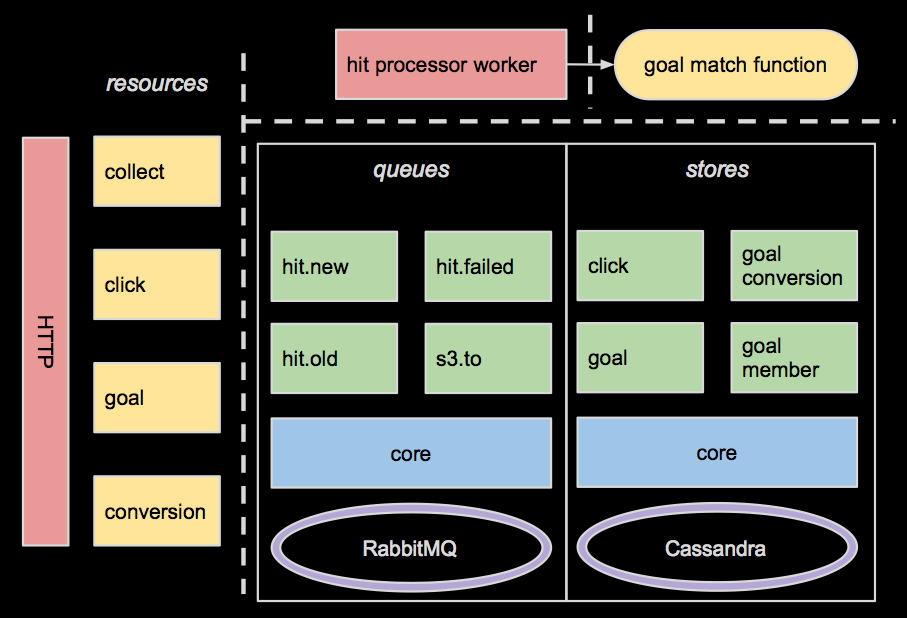 hit processor worker
goal match function
resources
HTTP
collect
click
goal
conversion
queues
hit.new
hit.failed
hit.old
s3.to
core
RabbitMQ
stores
click
goal
conversion
goal
goal
member
core
Cassandra